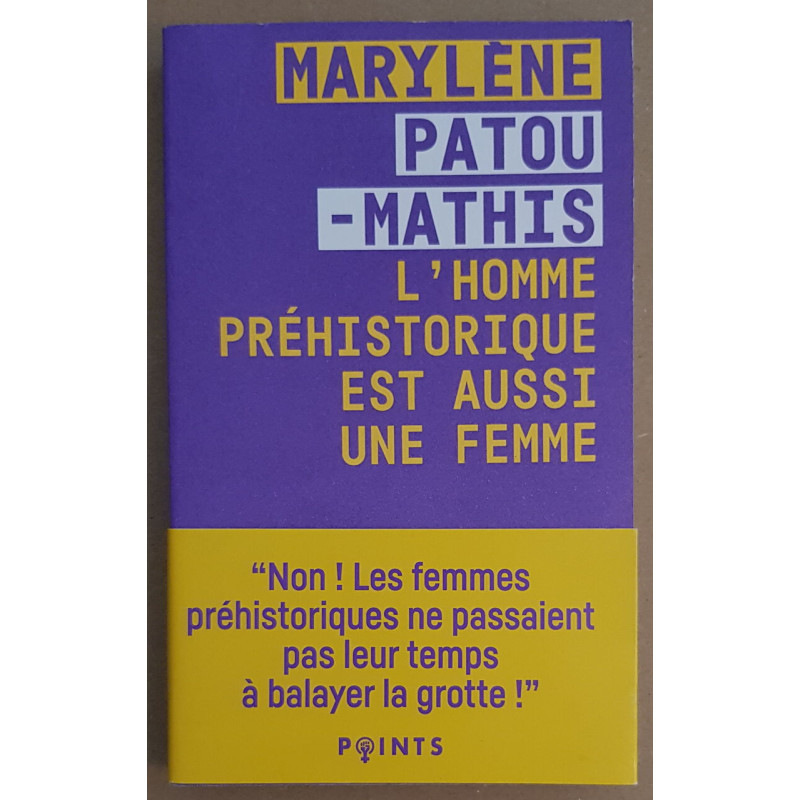 MARYLÈNE
PATOU
-MATHIS
L'HOMME
PRÉHISTORIQUE
EST AUSSI
UNE FEMME
“Non ! Les femmes
préhistoriques ne passaient
pas leur temps
à balayer la grotte !”
POINTS